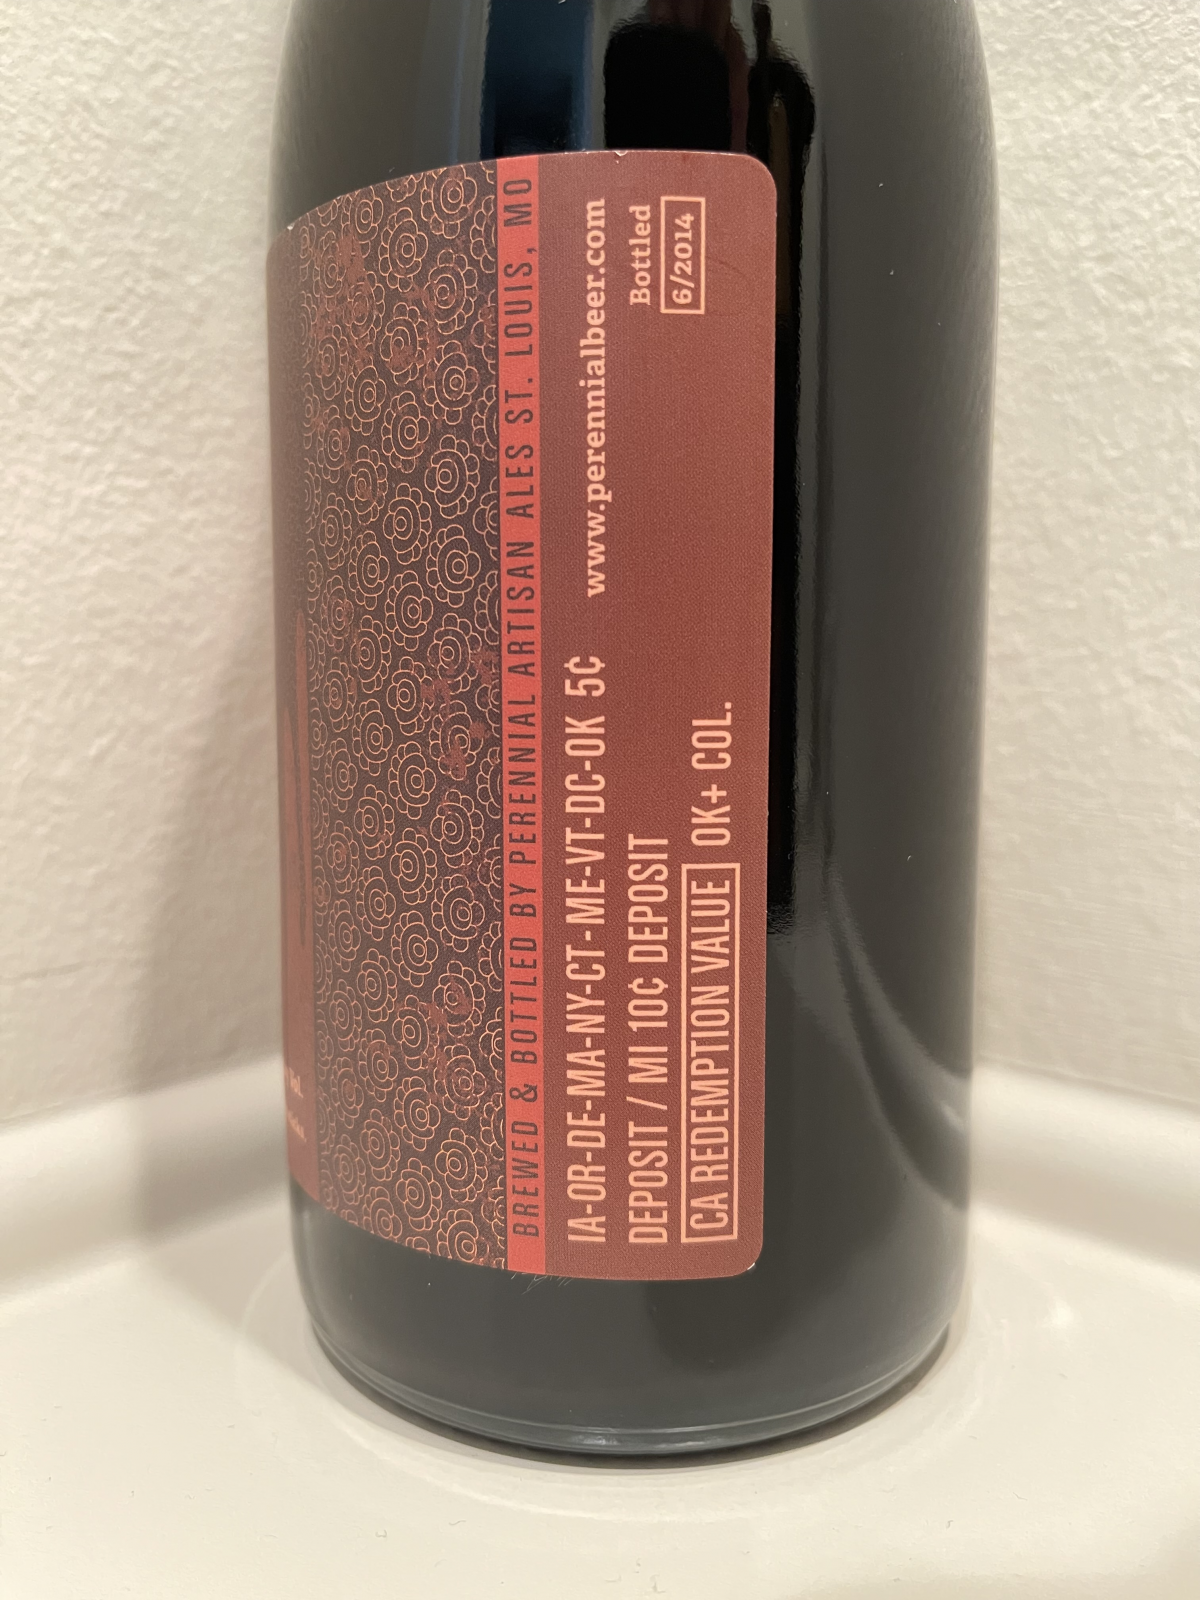 BREWED & BOTTLED BY PERENNIAL ARTISAN ALES ST. LOUIS, MO
IA-OR-DE-MA-NY-CT-ME-VT-DC-OK 5¢
DEPOSIT / MI 10¢ DEPOSIT
CA REDEMPTION VALUE OK+ COL.
www.perennialbeer.com
Bottled
6/2014